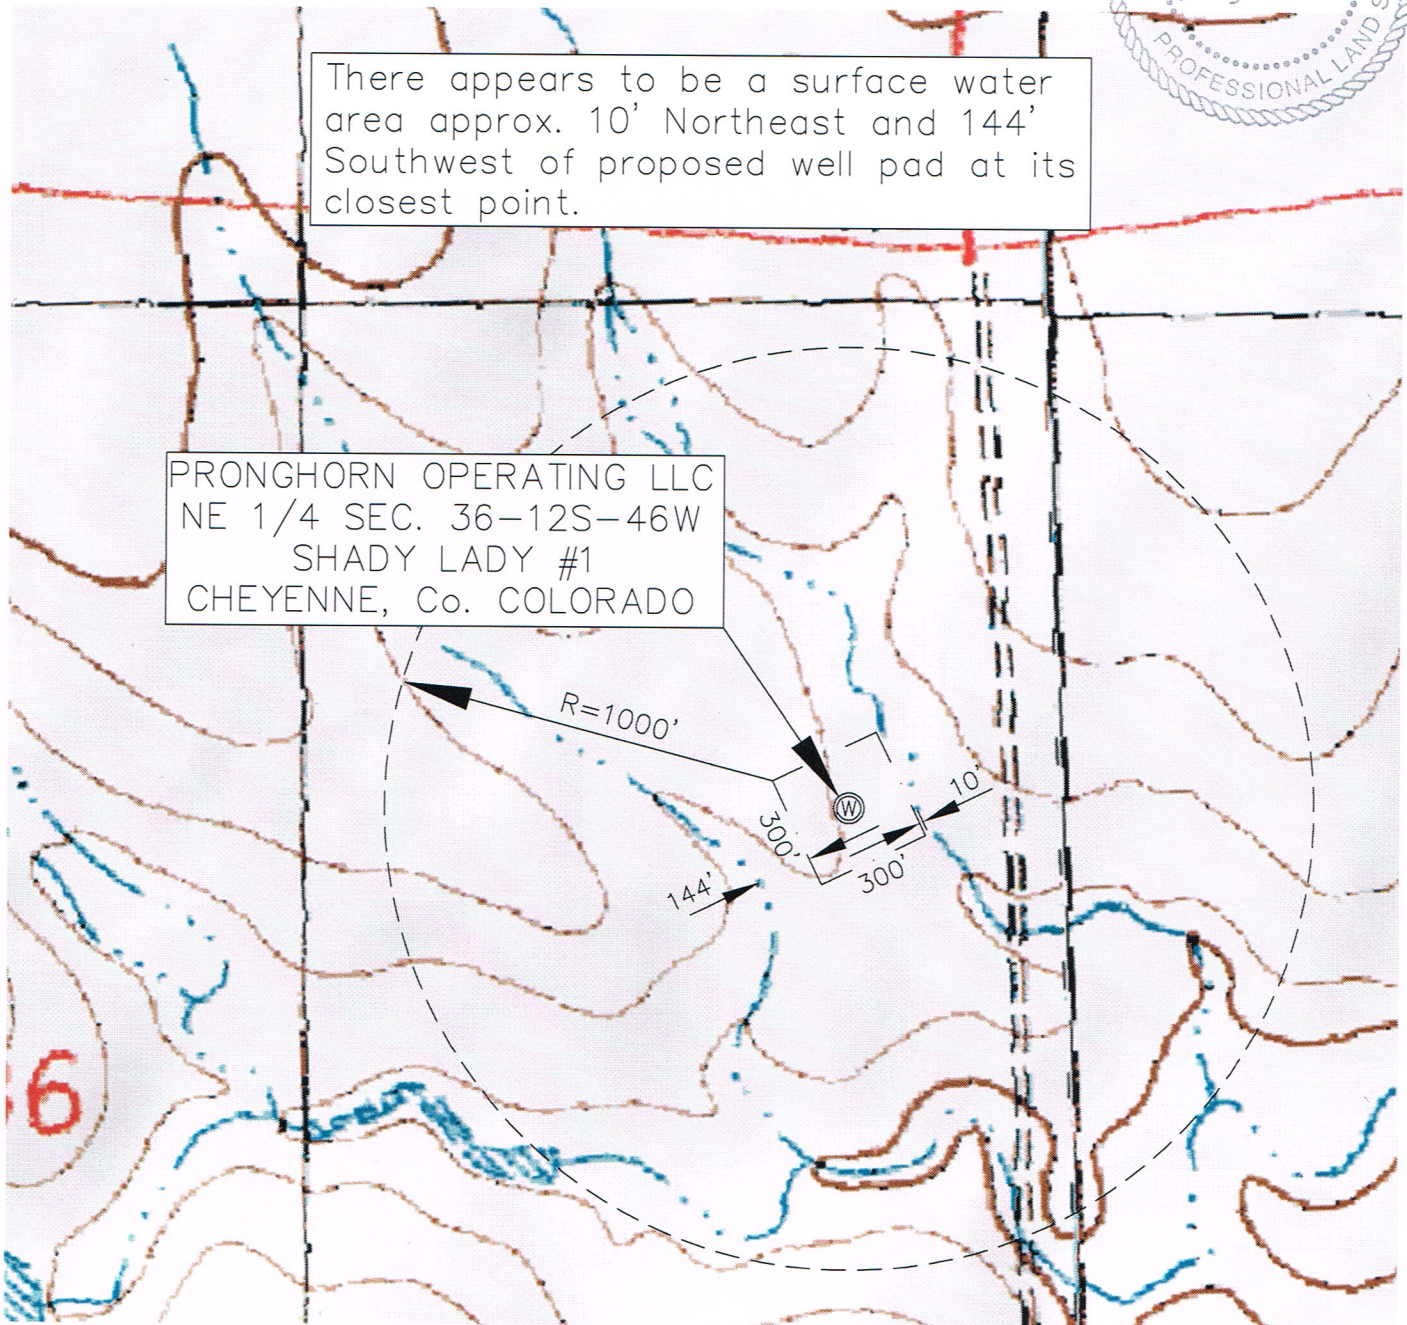 PROFESSIONAL LAND
There appears to be a surface water
area approx. 10' Northeast and 144'
Southwest of proposed well pad at its
closest point.
PRONGHORN OPERATING LLC
NE 1/4 SEC. 36-12S-46W
SHADY LADY #1
CHEYENNE, Co. COLORADO
R=1000'
10'
W
300'
300'
144'
6